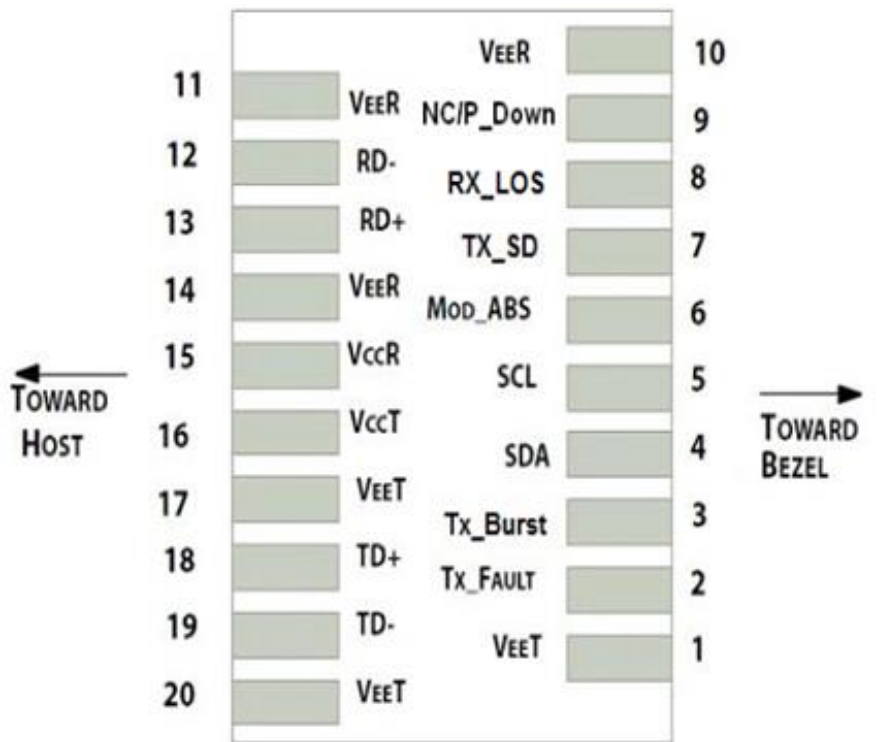 11 VEER
12 RD-
13 RD+
14 VEER
15 VCCR
16 VCCT
17 VEET
18 TD+
19 TD-
20 VEET
TOWARD
HOST
VEER 10
NC/P_Down 9
RX_LOS 8
TX_SD 7
MOD_ABS 6
SCL 5
SDA 4
Tx_Burst 3
TX_FAULT 2
VEET 1
TOWARD
BEZEL